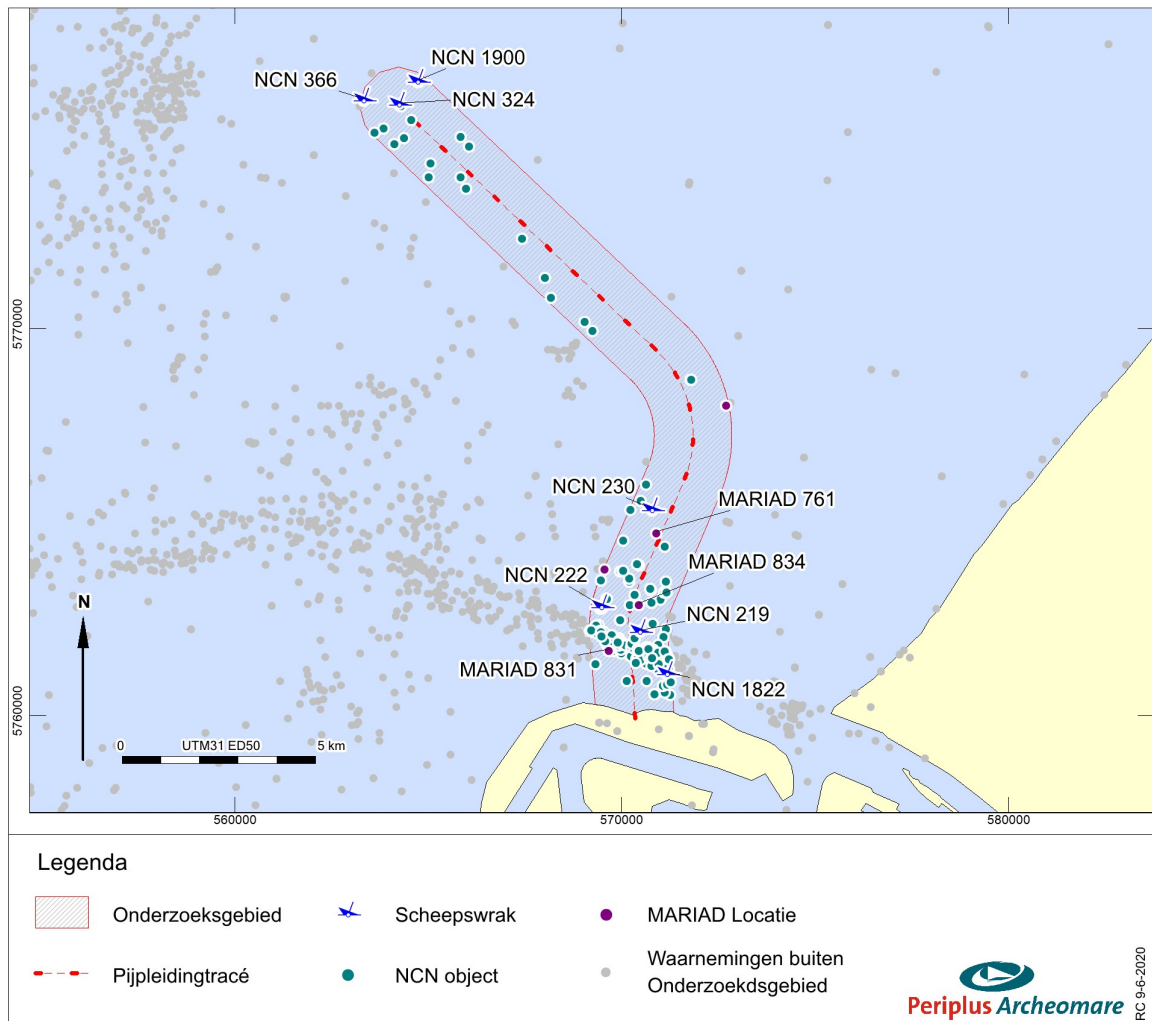 NCN 1900
NCN 366
NCN 324
5770000
NCN 230
MARIAD 761
MARIAD 834
NCN 222
N
NCN 219
MARIAD 831
NCN 1822
5760000
0 UTM31 ED50 5 km
560000 570000 580000
Legenda
Onderzoeksgebied
Scheepswrak
MARIAD Locatie
Pijpleidingtracé
NCN object
Waarnemingen buiten
Onderzoekdsgebied
Periplus Archeomare
RC 9-6-2020